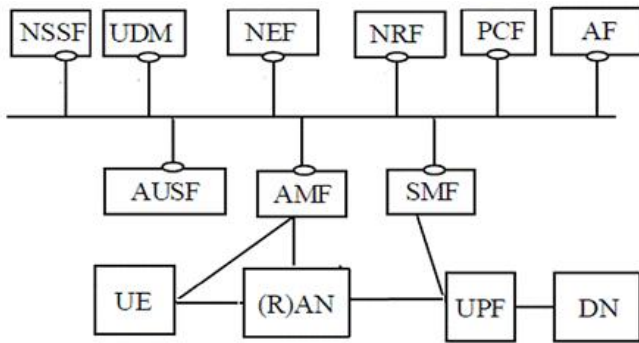 NSSF UDM NEF NRF PCF AF
AUSF AMF SMF
UE (R)AN UPF DN